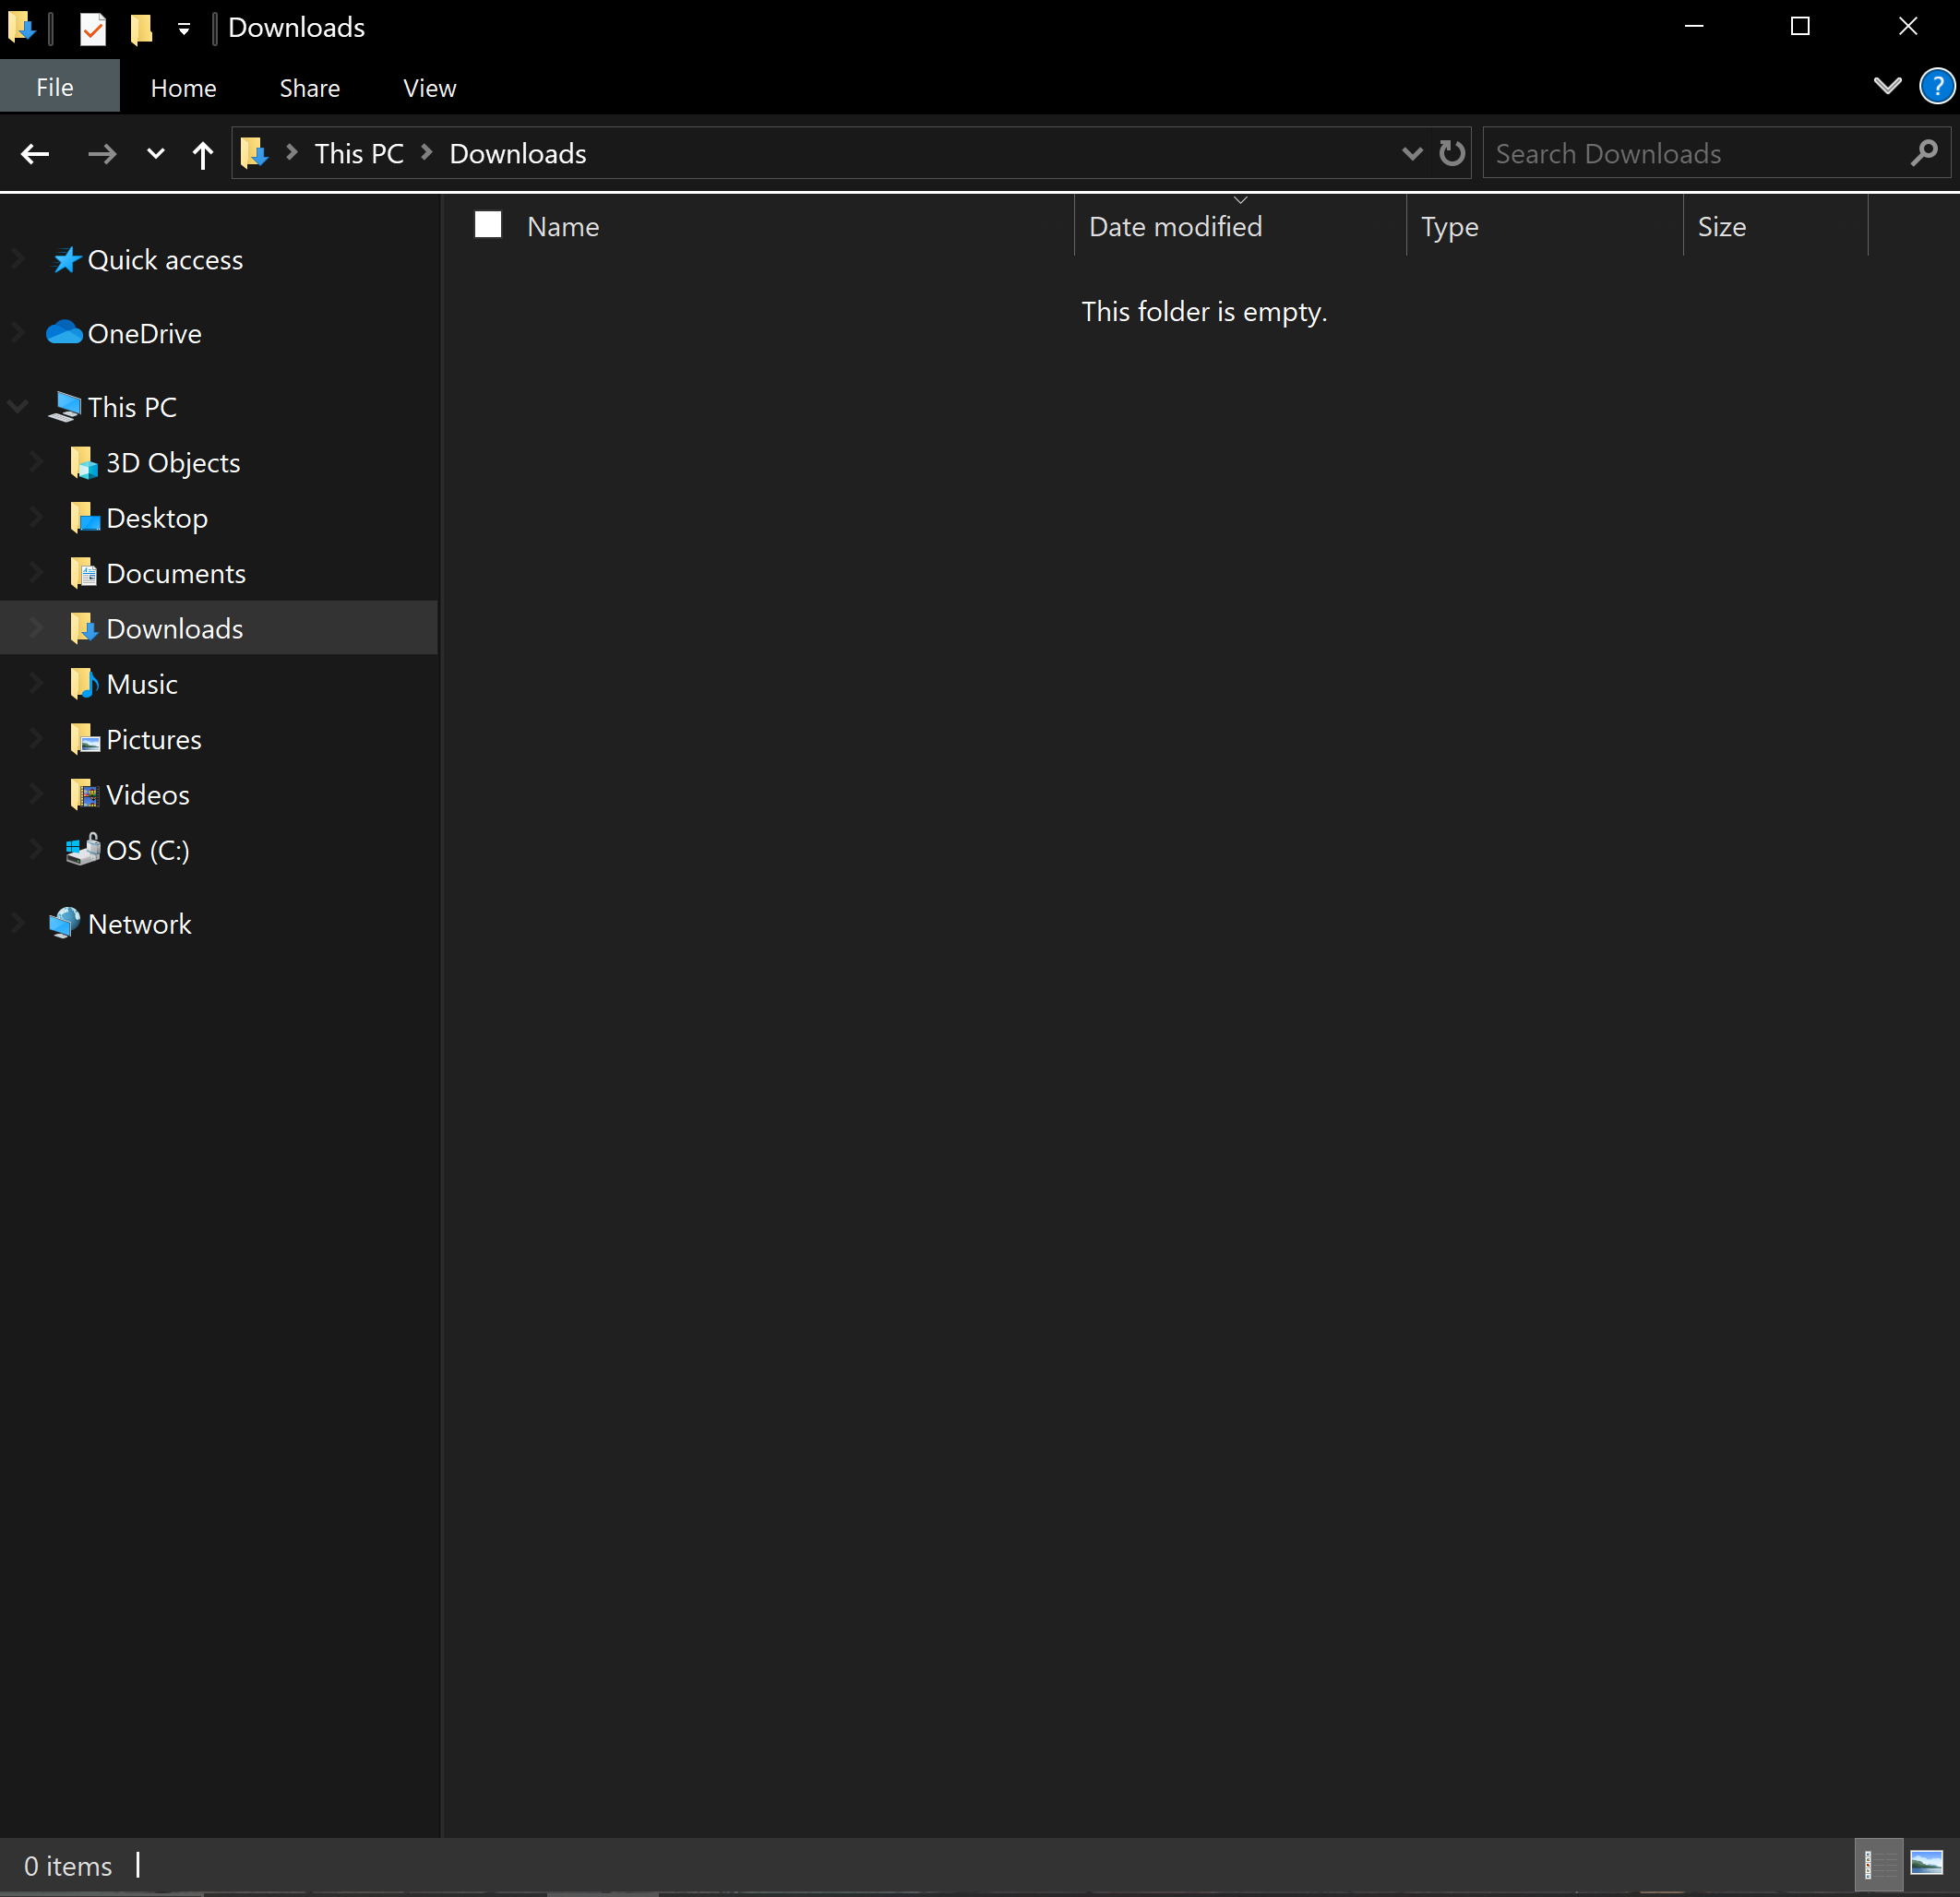 Downloads
File Home Share View ?
This PC Downloads Search Downloads
Name Date modified Type Size
This folder is empty.
Quick access
OneDrive
This PC
3D Objects
Desktop
Documents
Downloads
Music
Pictures
Videos
OS (C:)
Network
0 items